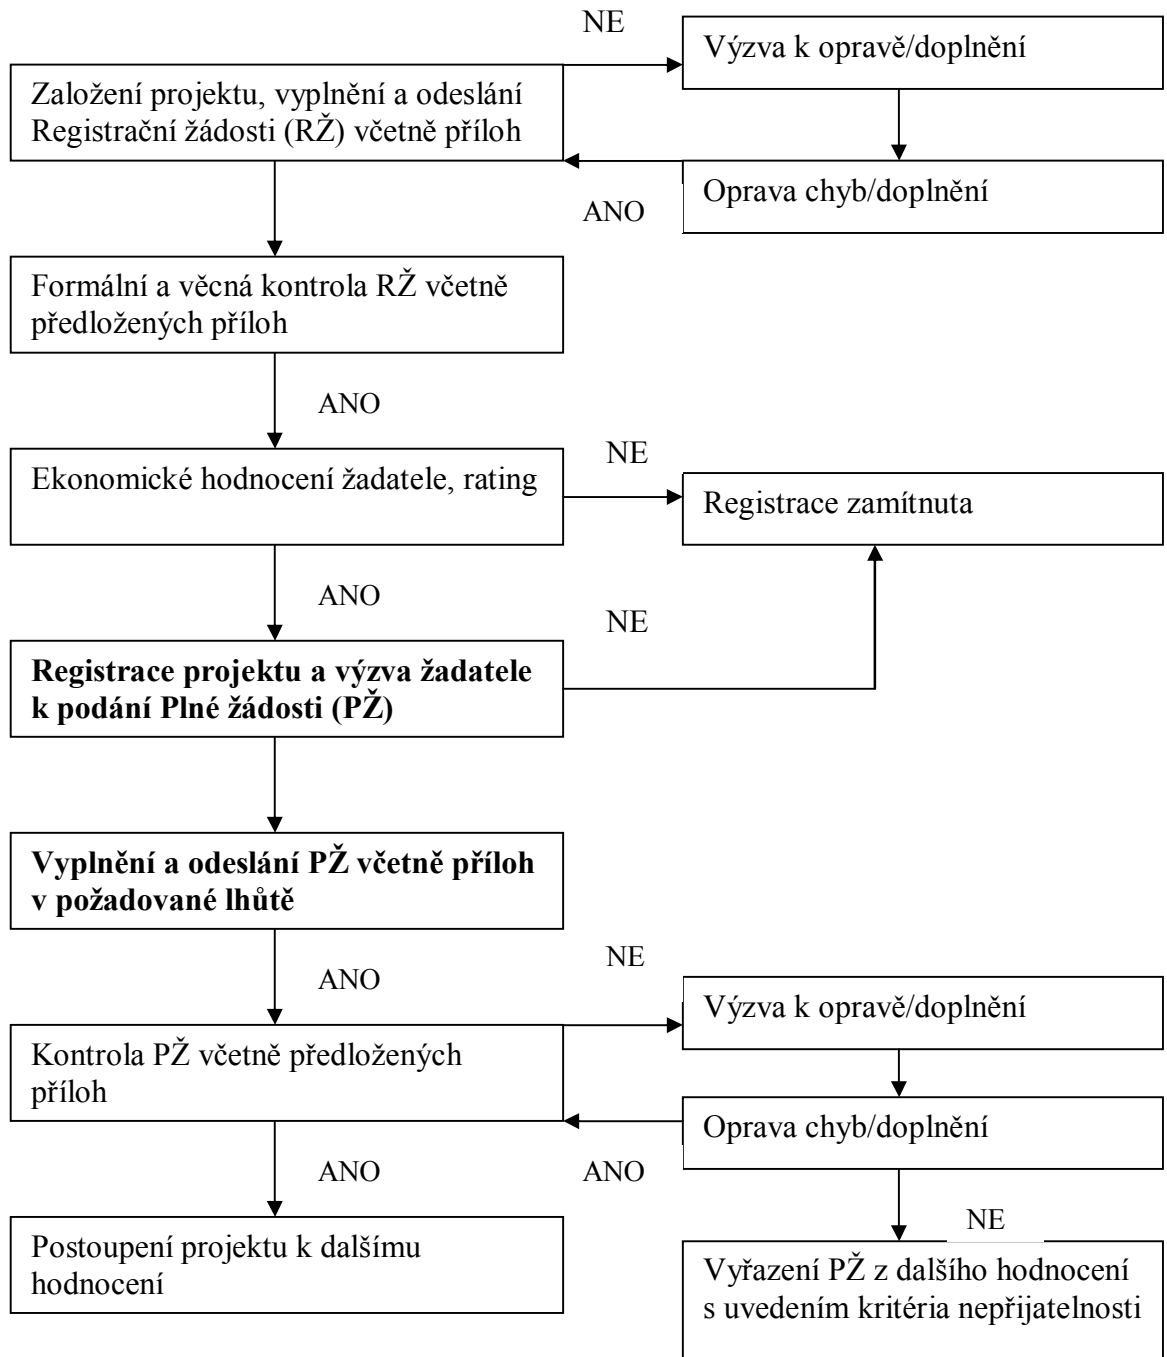 NE
Výzva k opravě/doplnění
Založení projektu, vyplnění a odeslání
Registrační žádosti (RŽ) včetně příloh
Oprava chyb/doplnění
ANO
Formální a věcná kontrola RŽ včetně
předložených příloh
ANO
Ekonomické hodnocení žadatele, rating
NE
Registrace zamítnuta
ANO
NE
Registrace projektu a výzva žadatele
k podání Plné žádosti (PŽ)
Vyplnění a odeslání PŽ včetně příloh
v požadované lhůtě
ANO
NE
Výzva k opravě/doplnění
Kontrola PŽ včetně předložených
příloh
Oprava chyb/doplnění
ANO
ANO
NE
Postoupení projektu k dalšímu
hodnocení
Vyřazení PŽ z dalšího hodnocení
s uvedením kritéria nepřijatelnosti